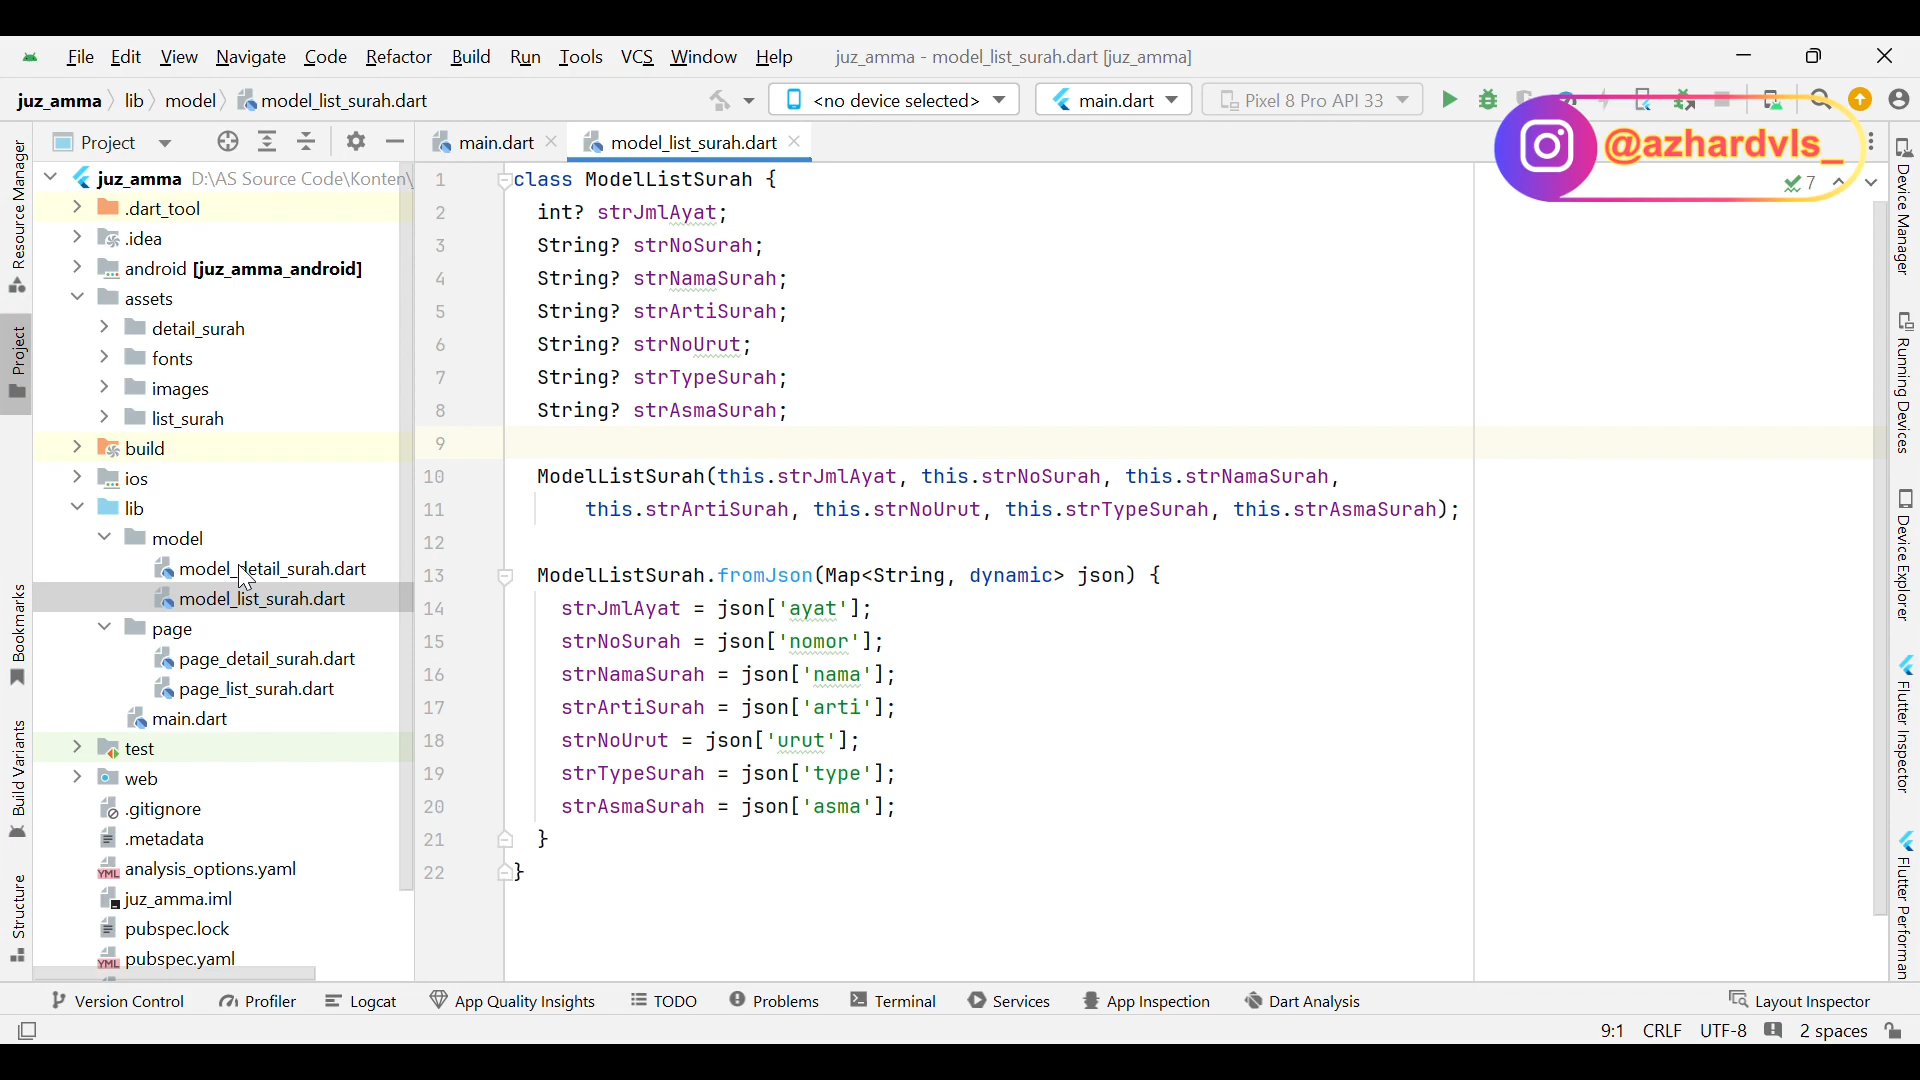 File Edit View Navigate Code Refactor Build Run Tools VCS Window Help juz_amma - model_list_surah.dart [juz_amma]
juz_amma lib model model_list_surah.dart <no device selected> main.dart Pixel 8 Pro API 33
@azhardvls_
Project main.dart model_list_surah.dart
7
Resource Manager
Project
Bookmarks
Build Variants
Structure
juz_amma D:\AS Source Code\Konten\
.dart_tool
.idea
android [juz_amma_android]
assets
detail_surah
fonts
images
list_surah
build
ios
lib
model
model_detail_surah.dart
model_list_surah.dart
page
page_detail_surah.dart
page_list_surah.dart
main.dart
test
web
.gitignore
.metadata
analysis_options.yaml
juz_amma.iml
pubspec.lock
pubspec.yaml
1 class ModelListSurah {
2 int? strJmlAyat;
3 String? strNoSurah;
4 String? strNamaSurah;
5 String? strArtiSurah;
6 String? strNoUrut;
7 String? strTypeSurah;
8 String? strAsmaSurah;
9
10 ModelListSurah(this.strJmlAyat, this.strNoSurah, this.strNamaSurah,
11 this.strArtiSurah, this.strNoUrut, this.strTypeSurah, this.strAsmaSurah);
12
13 ModelListSurah.fromJson(Map<String, dynamic> json) {
14 strJmlAyat = json['ayat'];
15 strNoSurah = json['nomor'];
16 strNamaSurah = json['nama'];
17 strArtiSurah = json['arti'];
18 strNoUrut = json['urut'];
19 strTypeSurah = json['type'];
20 strAsmaSurah = json['asma'];
21 }
22 }
Device Manager
Running Devices
Device Explorer
Flutter Inspector
Flutter Performan
Version Control Profiler Logcat App Quality Insights TODO Problems Terminal Services App Inspection Dart Analysis Layout Inspector
9:1 CRLF UTF-8 2 spaces